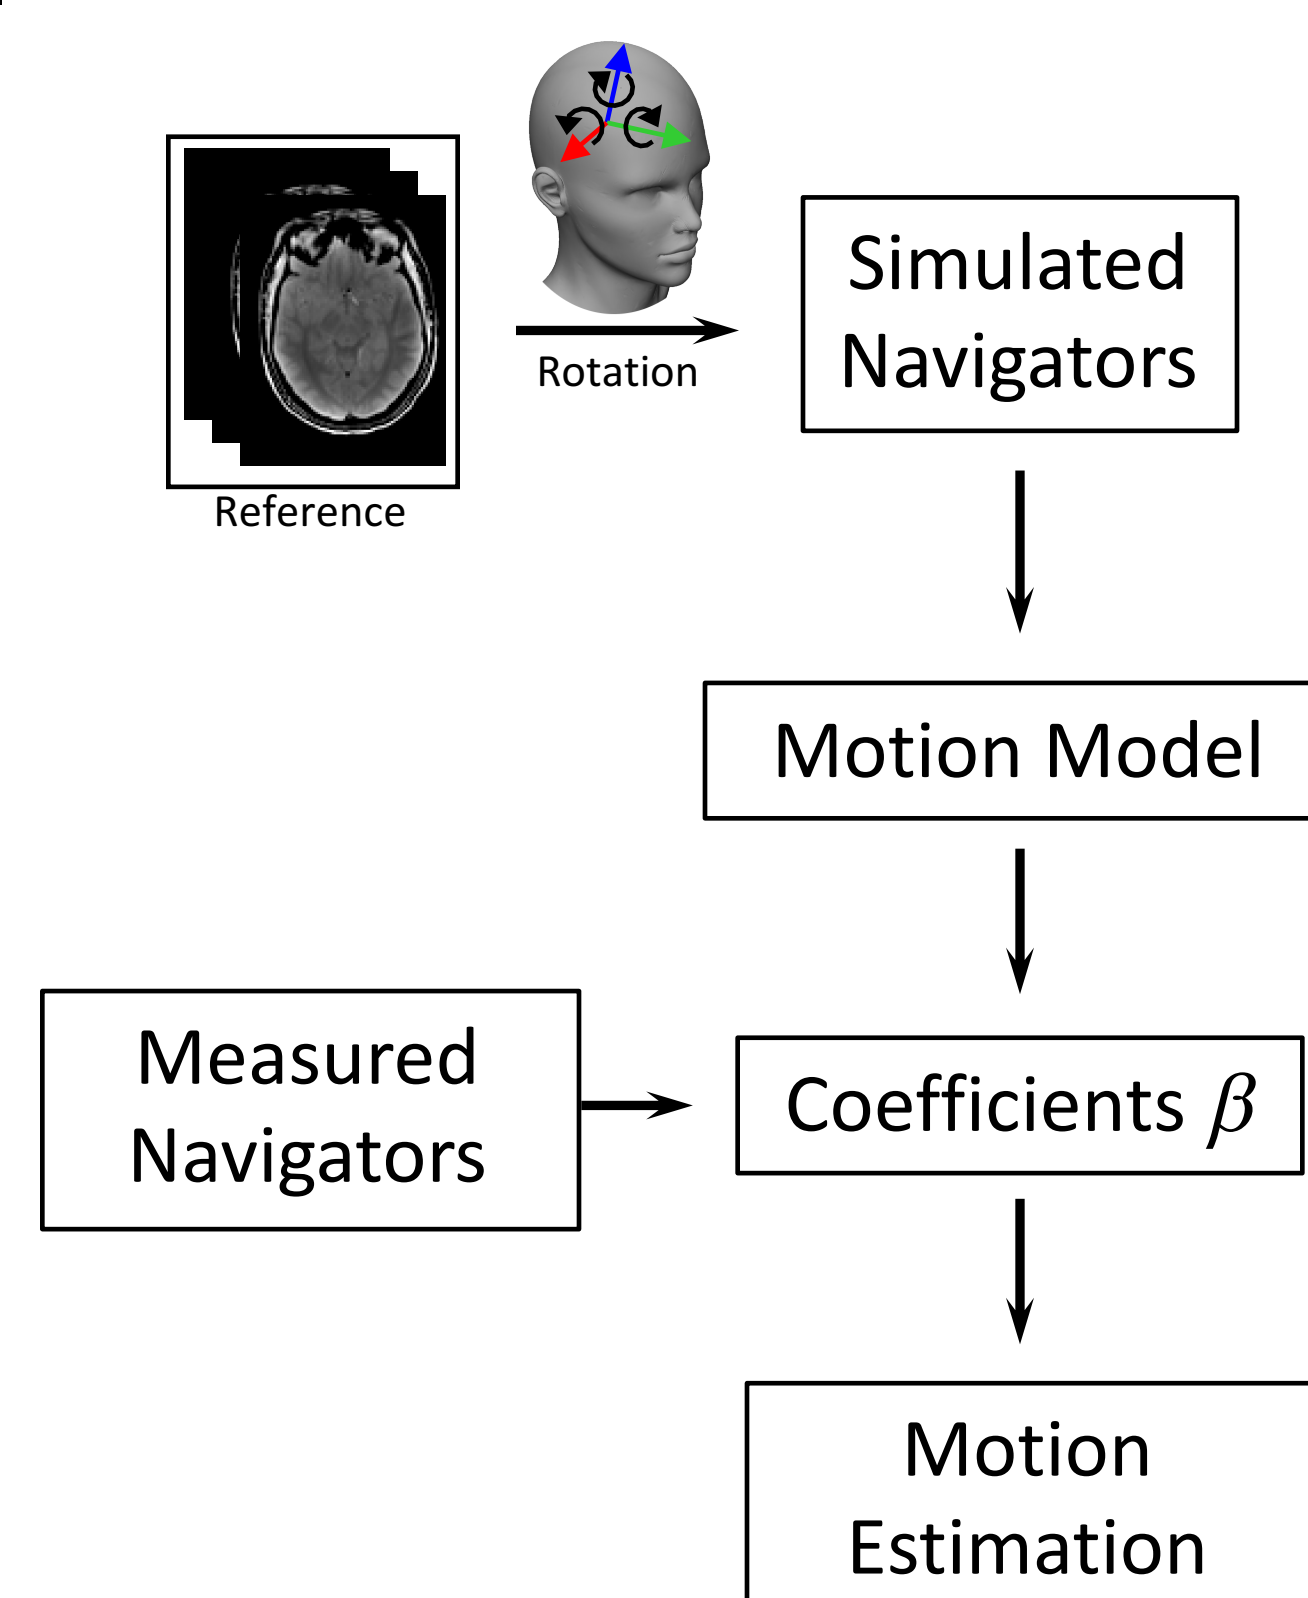 Rotation
Simulated
Navigators
Reference
Motion Model
Measured
Navigators
Coefficients β
Motion
Estimation